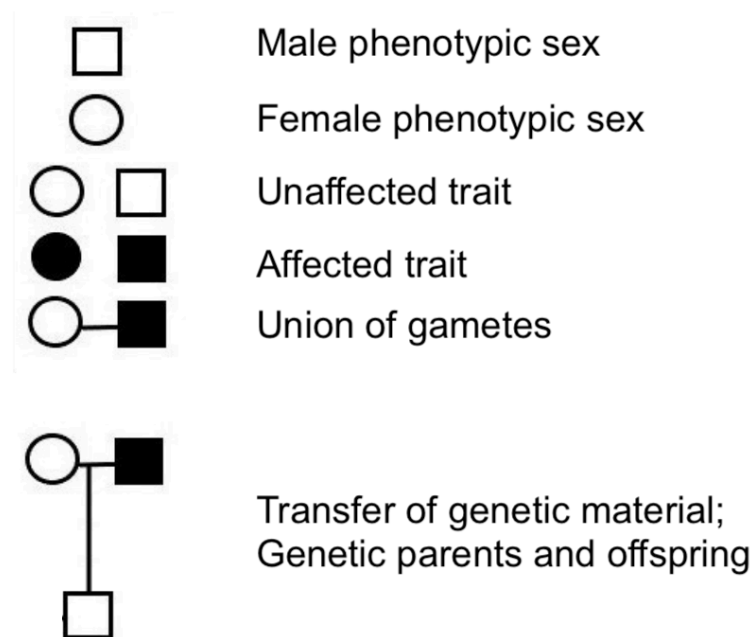 Male phenotypic sex
Female phenotypic sex
Unaffected trait
Affected trait
Union of gametes
Transfer of genetic material;
Genetic parents and offspring